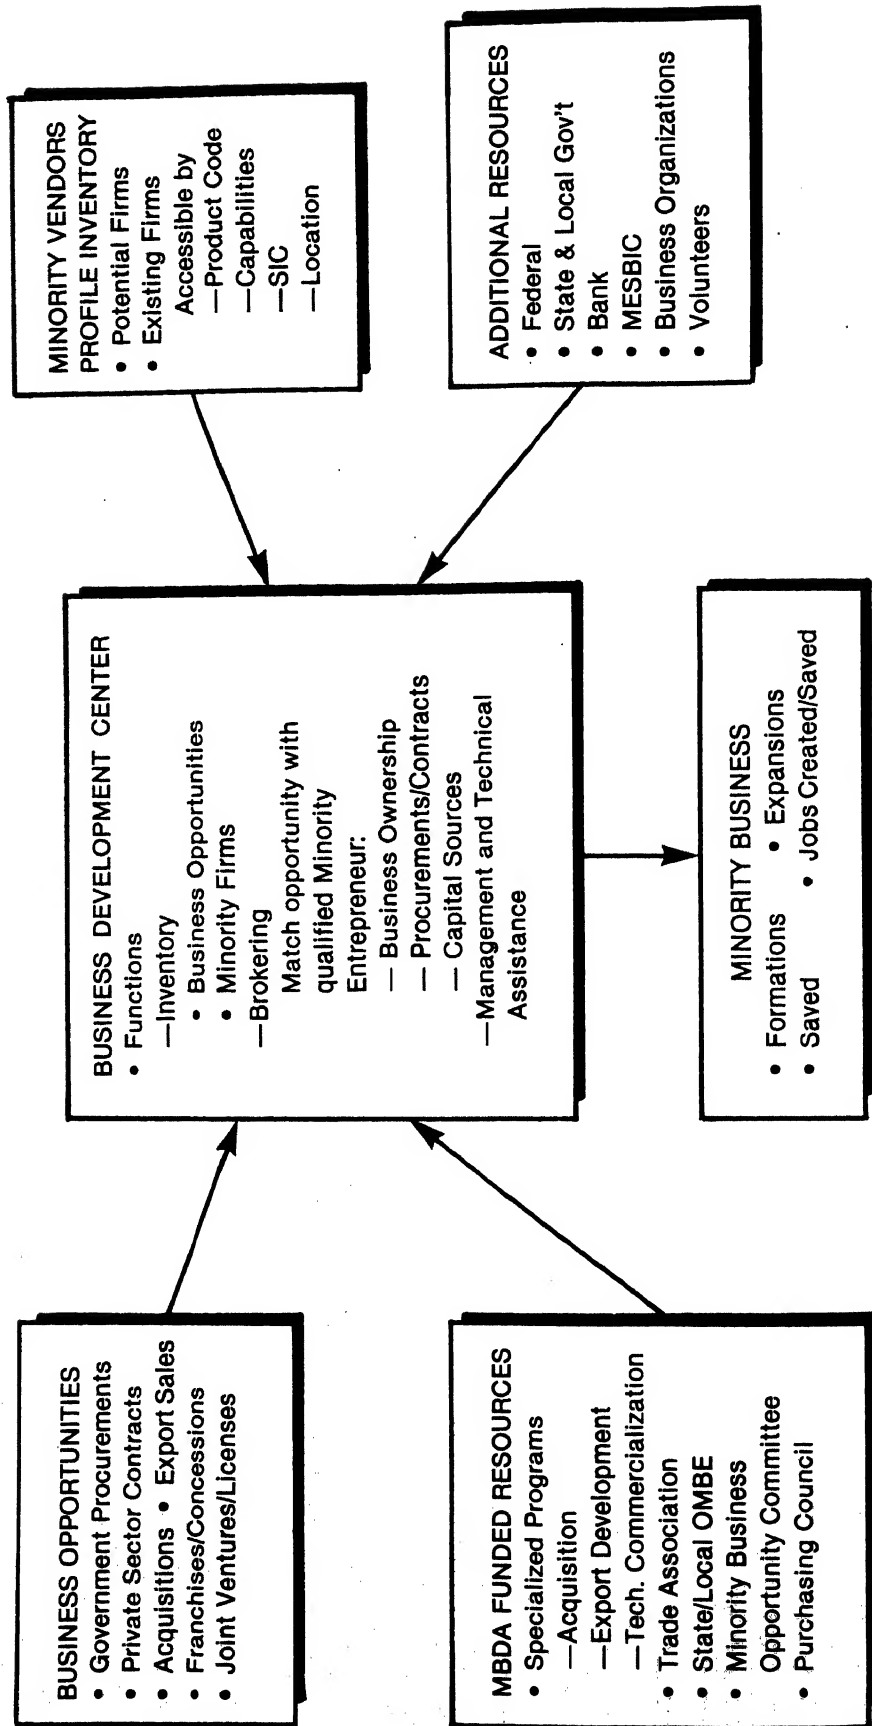 BUSINESS OPPORTUNITIES
• Government Procurements
• Private Sector Contracts
• Acquisitions • Export Sales
• Franchises/Concessions
• Joint Ventures/Licenses
MBDA FUNDED RESOURCES
• Specialized Programs
—Acquisition
—Export Development
—Tech. Commercialization
• Trade Association
• State/Local OMBE
• Minority Business
Opportunity Committee
• Purchasing Council
BUSINESS DEVELOPMENT CENTER
• Functions
—Inventory
• Business Opportunities
• Minority Firms
—Brokering
Match opportunity with
qualified Minority
Entrepreneur:
— Business Ownership
— Procurements/Contracts
— Capital Sources
—Management and Technical
Assistance
MINORITY BUSINESS
• Formations • Expansions
• Saved • Jobs Created/Saved
MINORITY VENDORS
PROFILE INVENTORY
• Potential Firms
• Existing Firms
Accessible by
—Product Code
—Capabilities
—SIC
—Location
ADDITIONAL RESOURCES
• Federal
• State & Local Gov't
• Bank
• MESBIC
• Business Organizations
• Volunteers